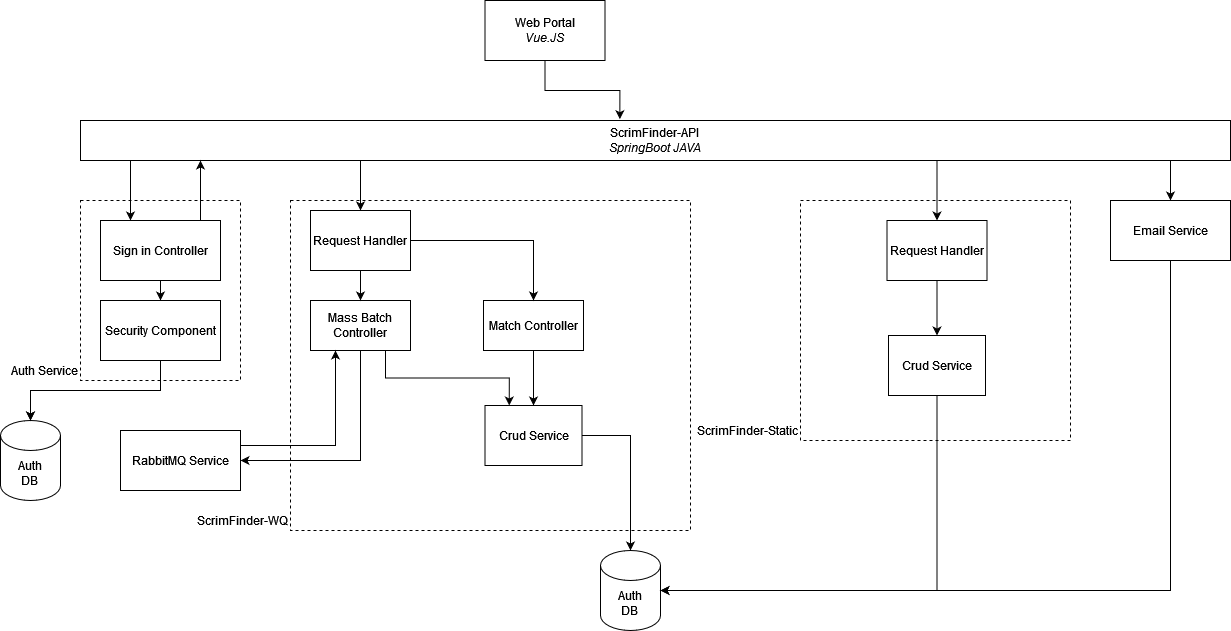 Web Portal
Vue.JS
ScrimFinder-API
SpringBoot JAVA
Sign in Controller
Security Component
Auth Service
Auth
DB
Request Handler
Mass Batch
Controller
Match Controller
Crud Service
RabbitMQ Service
ScrimFinder-WQ
Request Handler
Crud Service
ScrimFinder-Static
Email Service
Auth
DB